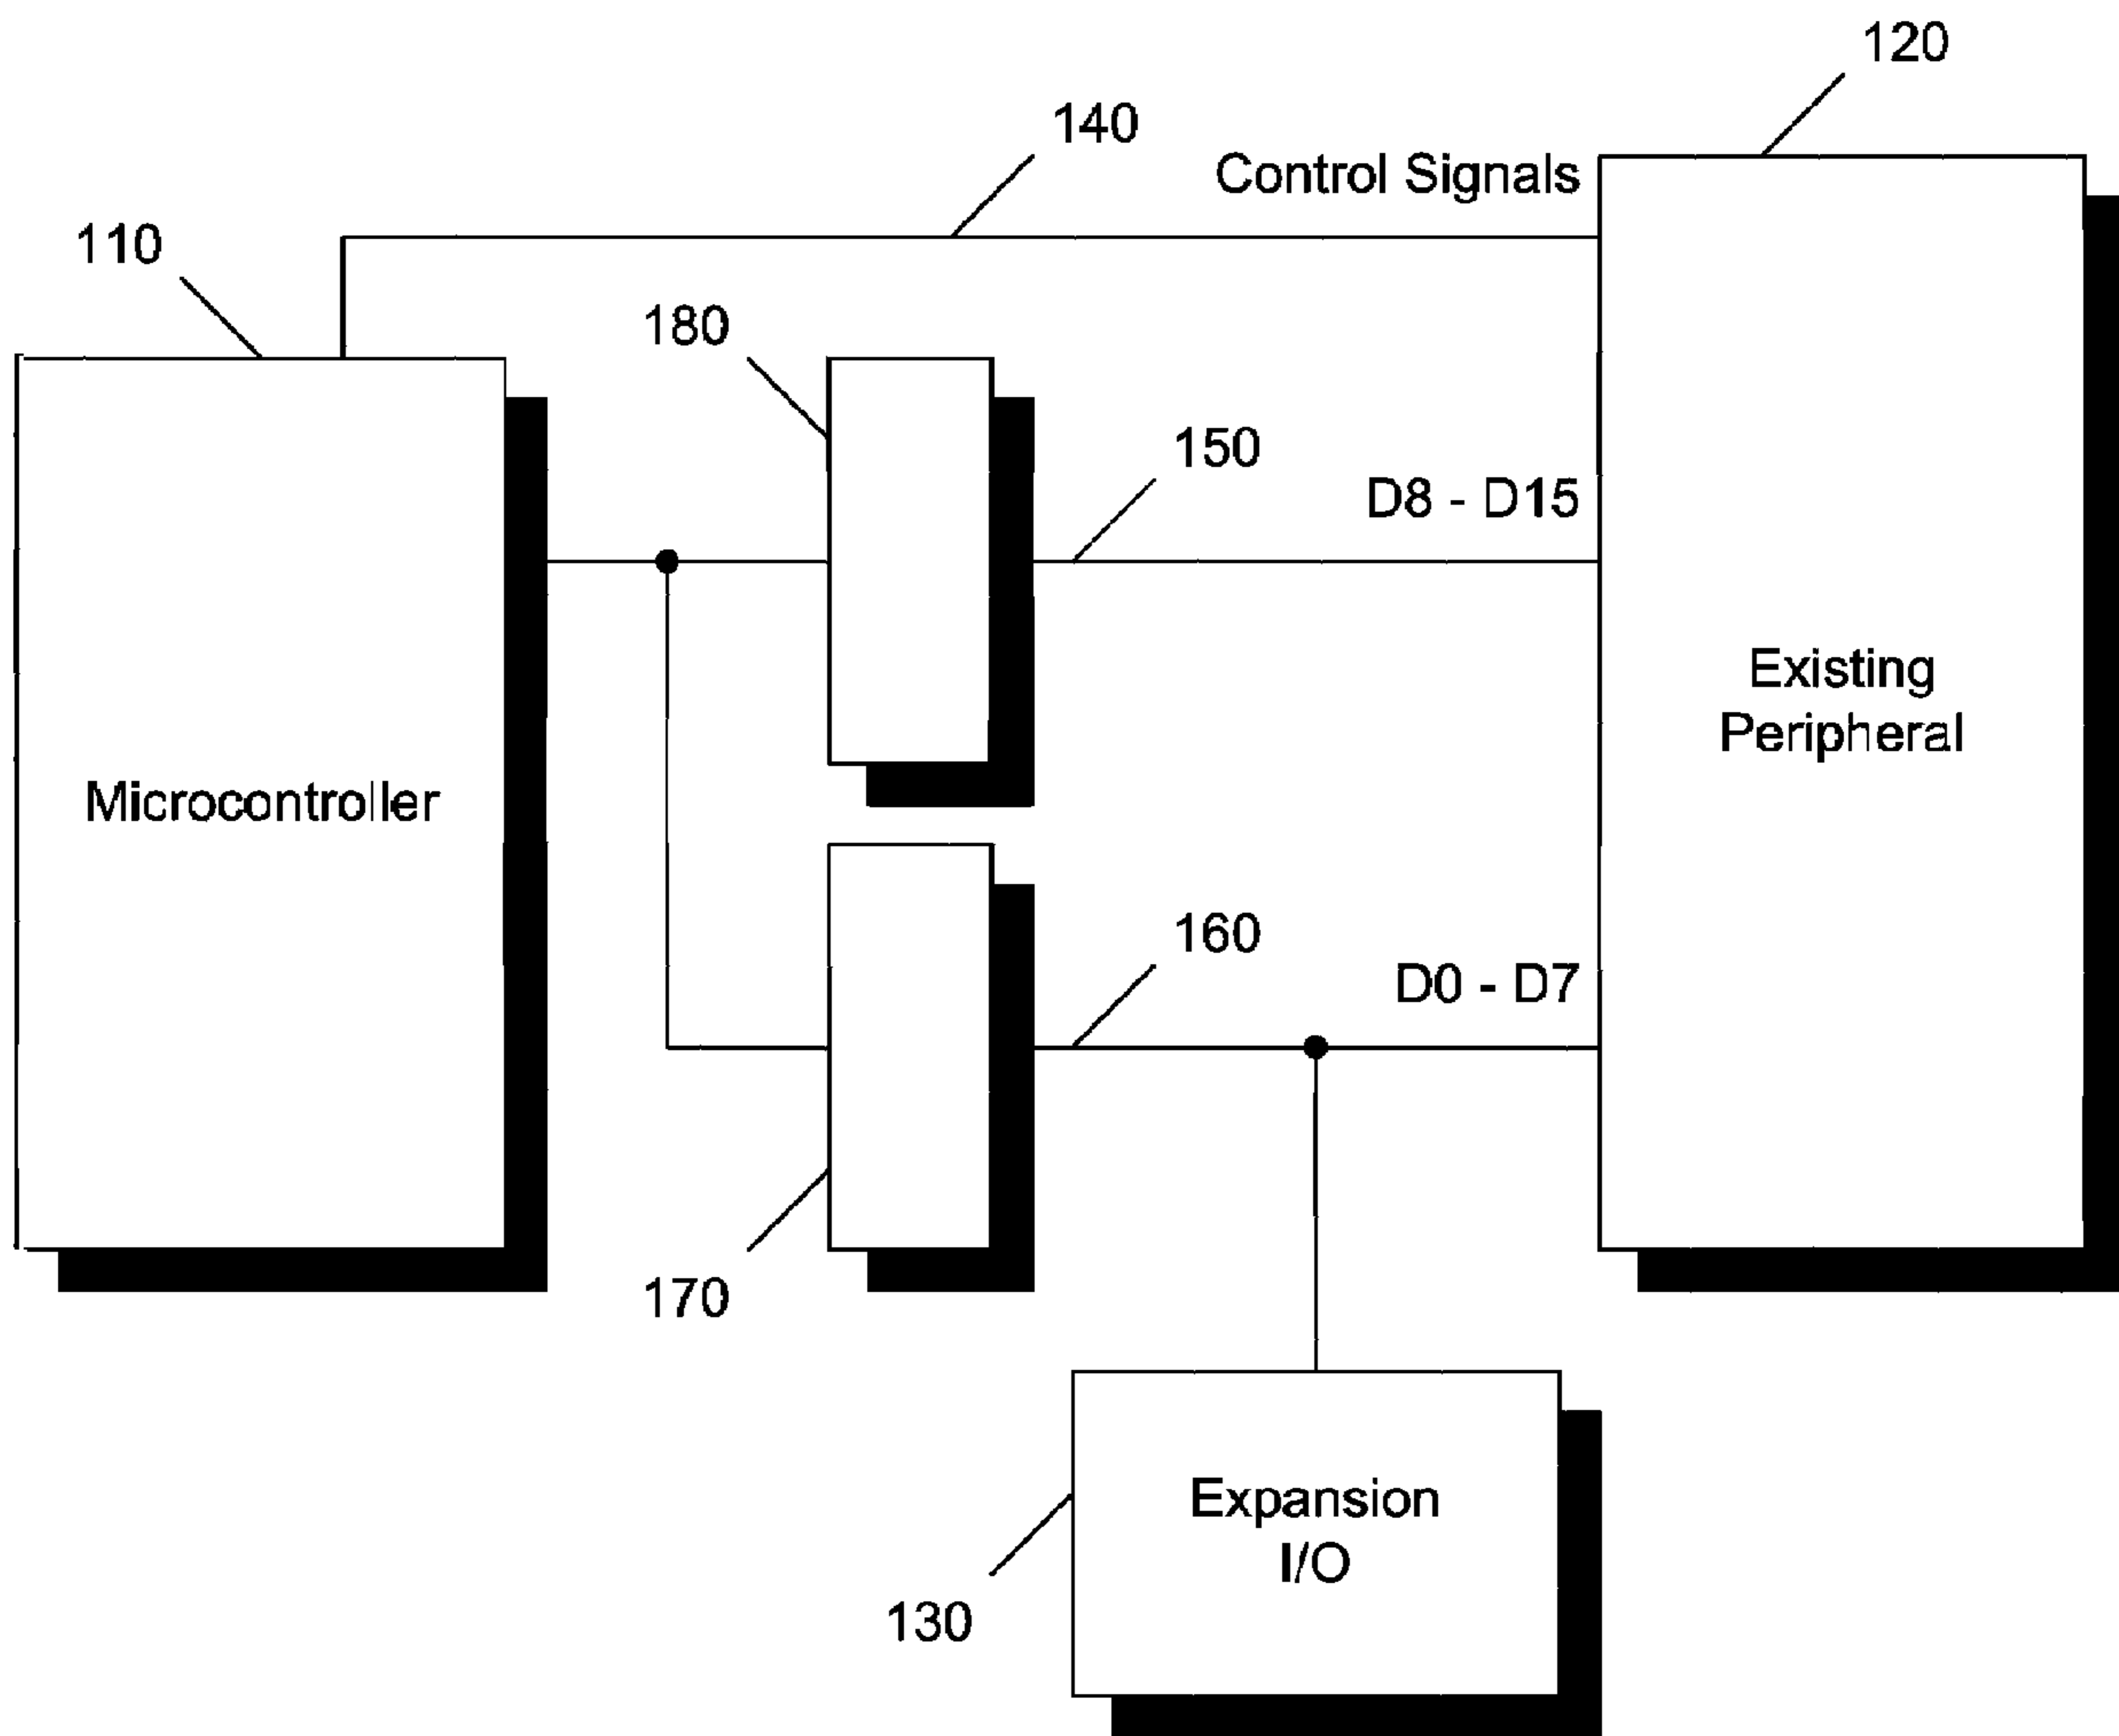 120
140
Control Signals
110
180
150
D8 - D15
Existing
Peripheral
Microcontroller
160
D0 - D7
170
Expansion
I/O
130